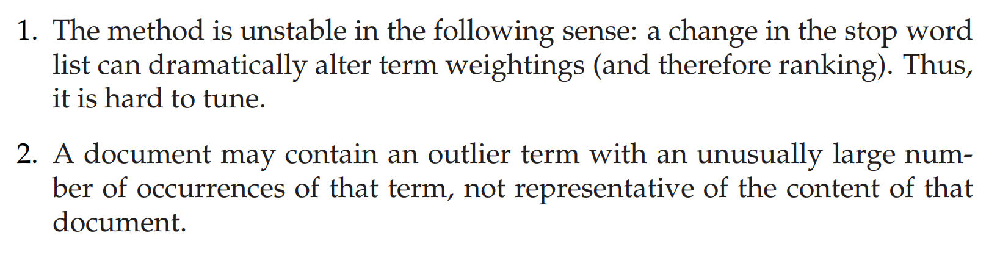 1. The method is unstable in the following sense: a change in the stop word
list can dramatically alter term weightings (and therefore ranking). Thus,
it is hard to tune.
2. A document may contain an outlier term with an unusually large num-
ber of occurrences of that term, not representative of the content of that
document.